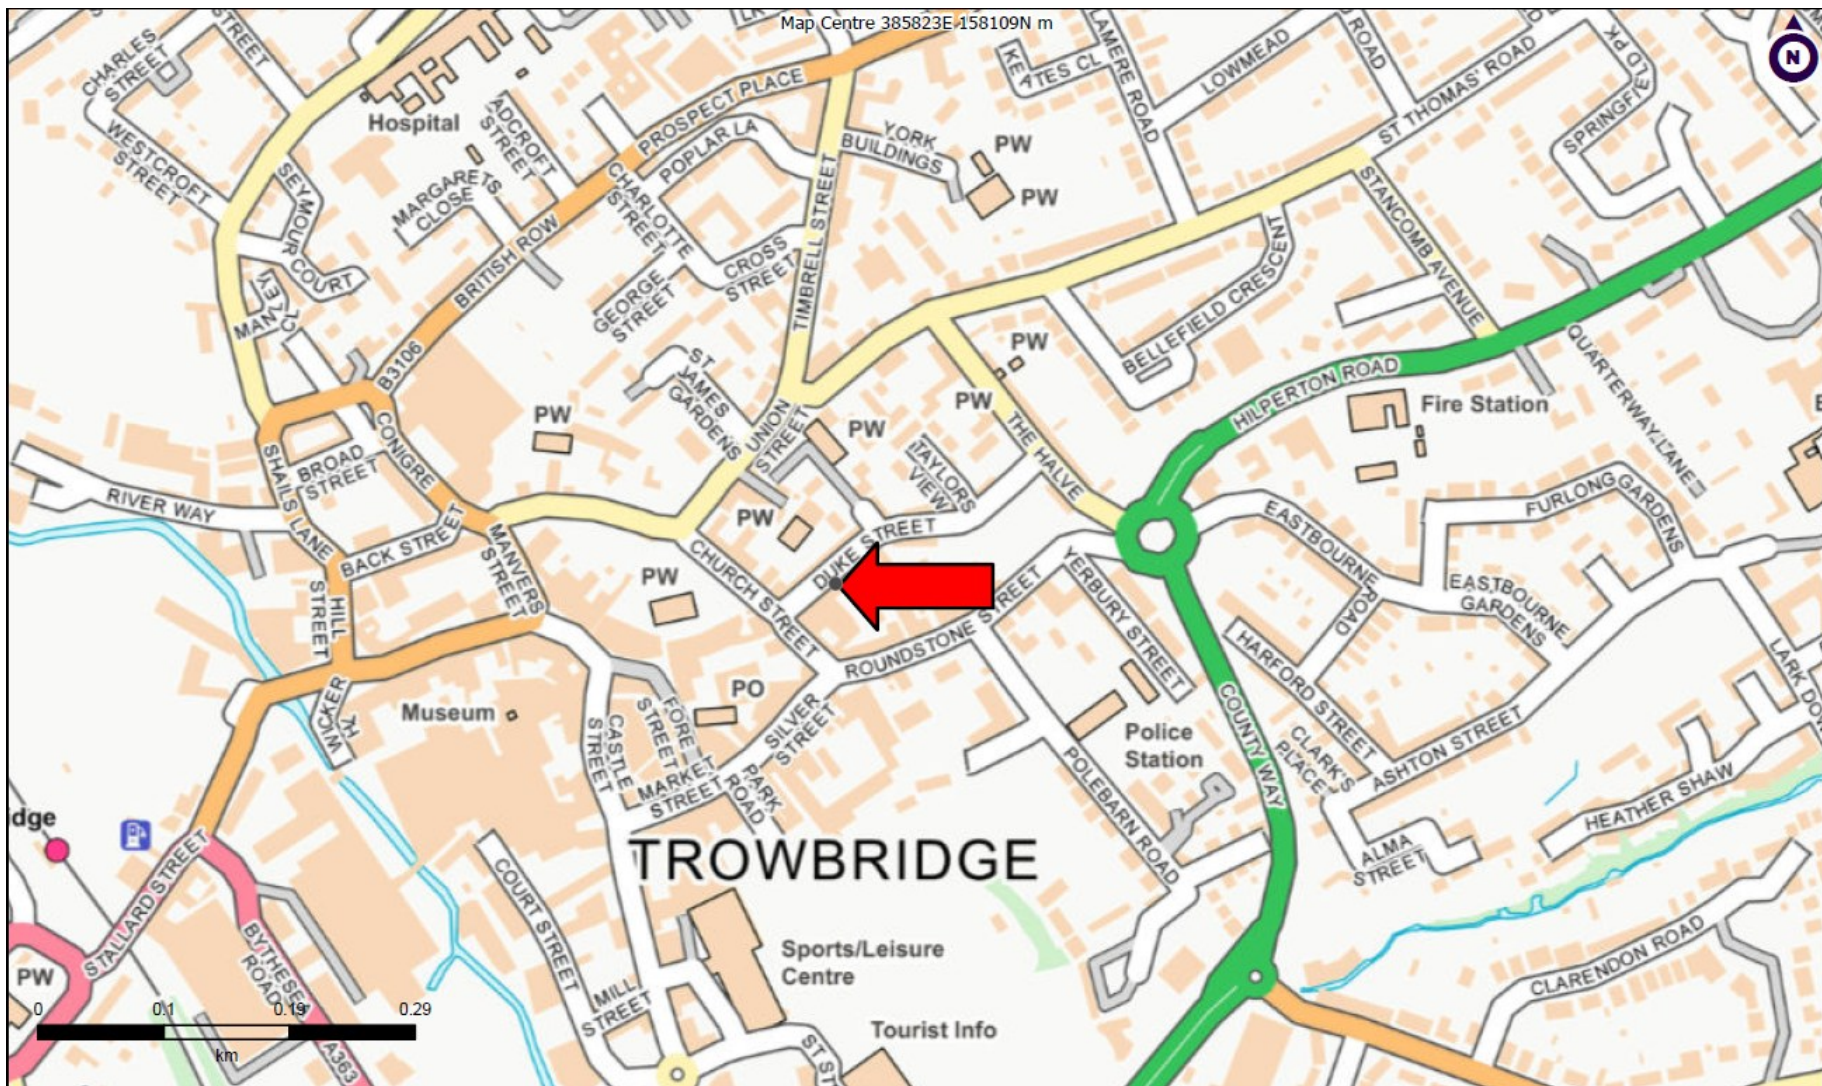 Map Centre 385823E 158109N m
N
CHARLES
STREET
STREET
WESTCROFT
STREET
Hospital
ADCROFT
STREET
PROSPECT PLACE
POPLAR LA
YORK
BUILDINGS
PW
PW
KEATES CL
LAMERE ROAD
LOWMEAD
ROAD
ST THOMAS' ROAD
SPRINGFIELD PK
STANCOMB AVENUE
SEYMOUR
COURT
MARGARETS
CLOSE
CHARLOTTE
STREET
BRITISH ROW
CROSS
STREET
GEORGE
STREET
TIMBRELL STREET
MANLEY
CL
B3106
BELLEFIELD CRESCENT
PW
HILPERTON ROAD
QUARTERWAY LANE
Fire Station
ST
JAMES
GARDENS
UNION
STREET
PW
PW
PW
THE HALVE
TAYLORS
VIEW
CONIGRE
SHAILS LANE
BROAD
STREET
RIVER WAY
BACK STREET
MANVERS
STREET
PW
DUKE STREET
CHURCH STREET
PW
HILL
STREET
ROUNDSTONE STREET
YERBURY STREET
EASTBOURNE
ROAD
FURLONG GARDENS
EASTBOURNE
GARDENS
HARFORD STREET
LARK DOWN
WICKER
HL
Museum
PO
SILVER
STREET
FORE
STREET
CASTLE
STREET
MARKET
STREET
PARK
ROAD
Police
Station
POLEBARN ROAD
COUNTY WAY
CLARK'S
PLACE
ASHTON STREET
HEATHER SHAW
ALMA
STREET
idge
STALLARD STREET
TROWBRIDGE
COURT STREET
BYTHESEA
ROAD
Sports/Leisure
Centre
CLARENDON ROAD
PW
MILL
STREET
Tourist Info
ST ST
A363
0 0.1 0.19 0.29
km